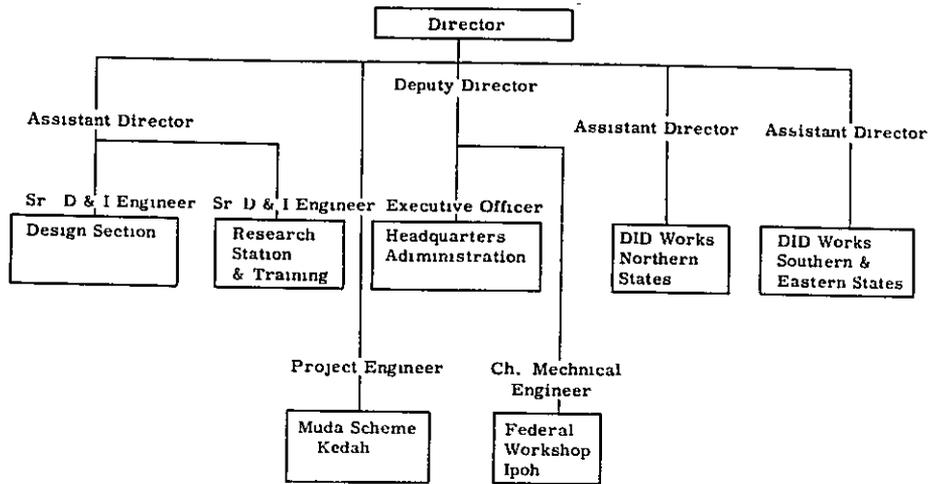 Director
Deputy Director
Assistant Director
Assistant Director
Assistant Director
Sr D & I Engineer
Design Section
Sr D & I Engineer
Research
Station
& Training
Executive Officer
Headquarters
Adiministration
DID Works
Northern
States
DID Works
Southern &
Eastern States
Project Engineer
Muda Scheme
Kedah
Ch. Mechnical
Engineer
Federal
Workshop
Ipoh